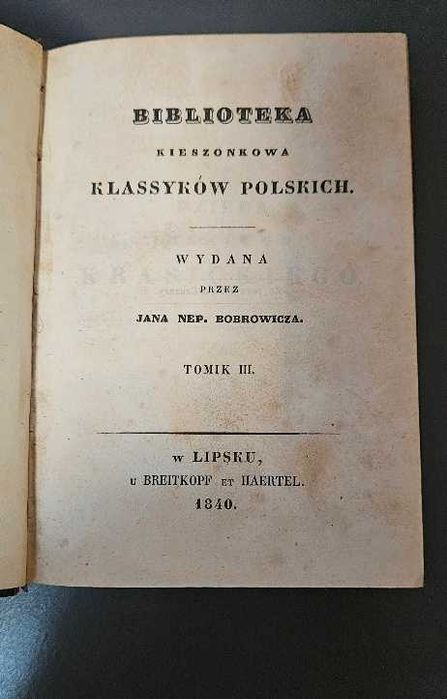 BIBLIOTEKA
KIESZONKOWA
KLASSYKÓW POLSKICH.
WYDANA
PRZEZ
JANA NEP. BOBROWICZA.
TOMIK III.
w LIPSKU,
U BREITKOPF ET HAERTEL.
1840.